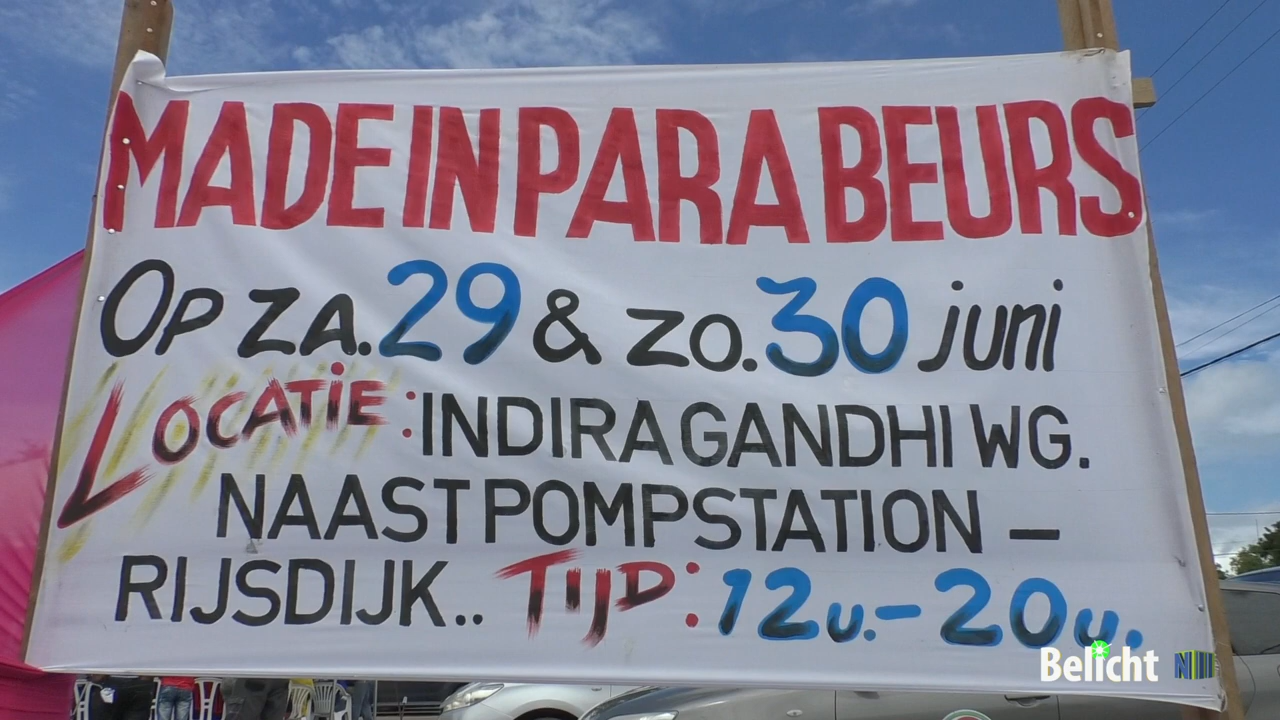 MADE IN PARA BEURS
Op ZA. 29 & ZO. 30 juni
LOCATiE: INDIRA GANDHI WG.
NAAST POMPSTATION –
RIJSDIJK.. TIJD: 12u.– 20u.
Belicht NII